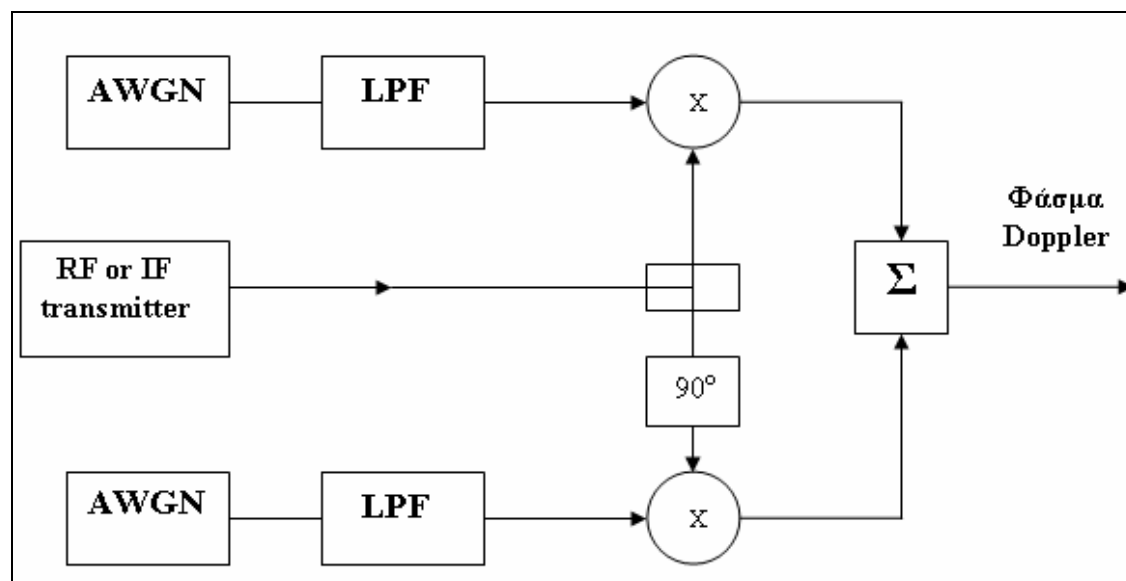 AWGN
LPF
x
Φάσμα
Doppler
RF or IF
transmitter
Σ
90°
AWGN
LPF
x